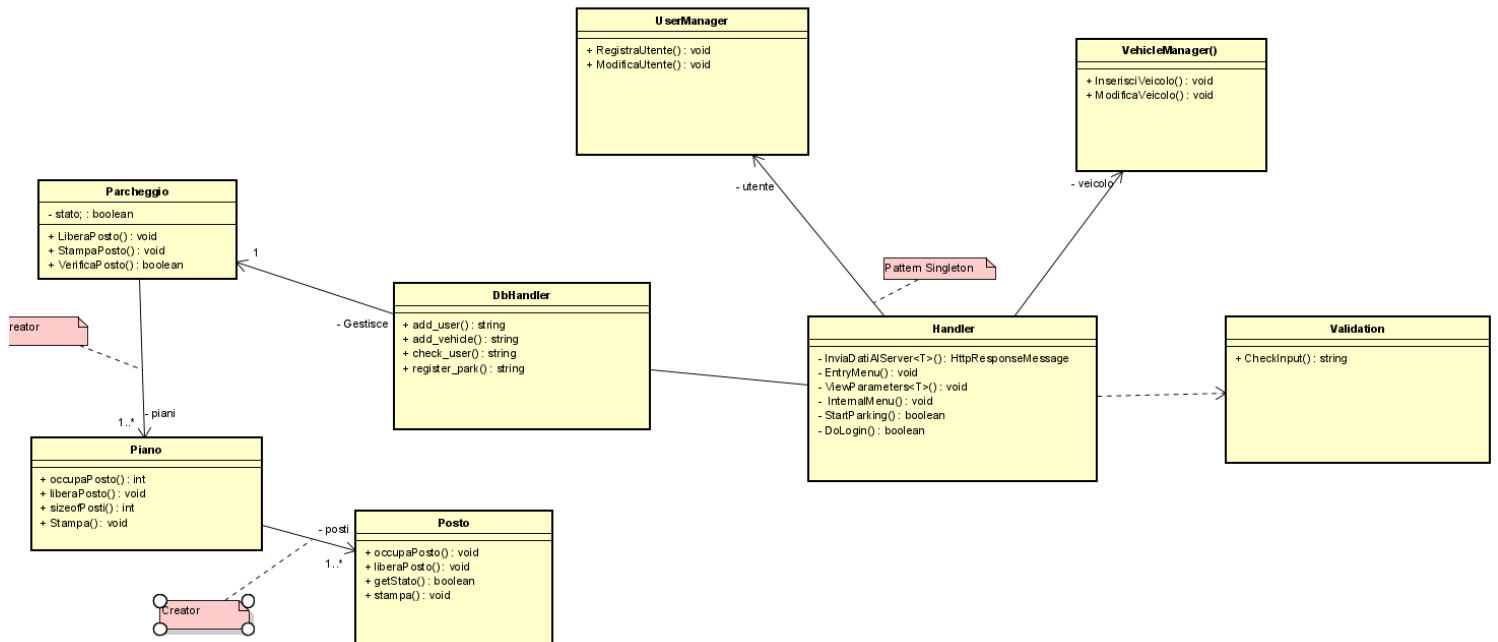 UserManager
+ RegistraUtente() : void
+ ModificaUtente() : void
VehicleManager()
+ InserisciVeicolo() : void
+ ModificaVeicolo() : void
- utente
- veicolo
Parcheggio
- stato; : boolean
+ LiberaPosto() : void
+ StampaPosto() : void
+ VerificaPosto() : boolean
1
- Gestisce
Pattern Singleton
DbHandler
+ add_user() : string
+ add_vehicle() : string
+ check_user() : string
+ register_park() : string
Handler
- InviaDatiAlServer<T>() : HttpResponseMessage
- EntryMenu() : void
- ViewParameters<T>() : void
- InternalMenu() : void
- StartParking() : boolean
- DoLogin() : boolean
Validation
+ CheckInput() : string
reator
- piani
1..*
Piano
+ occupaPosto() : int
+ liberaPosto() : void
+ sizeofPosti() : int
+ Stampa() : void
- posti
1..*
Posto
+ occupaPosto() : void
+ liberaPosto() : void
+ getStato() : boolean
+ stampa() : void
Creator